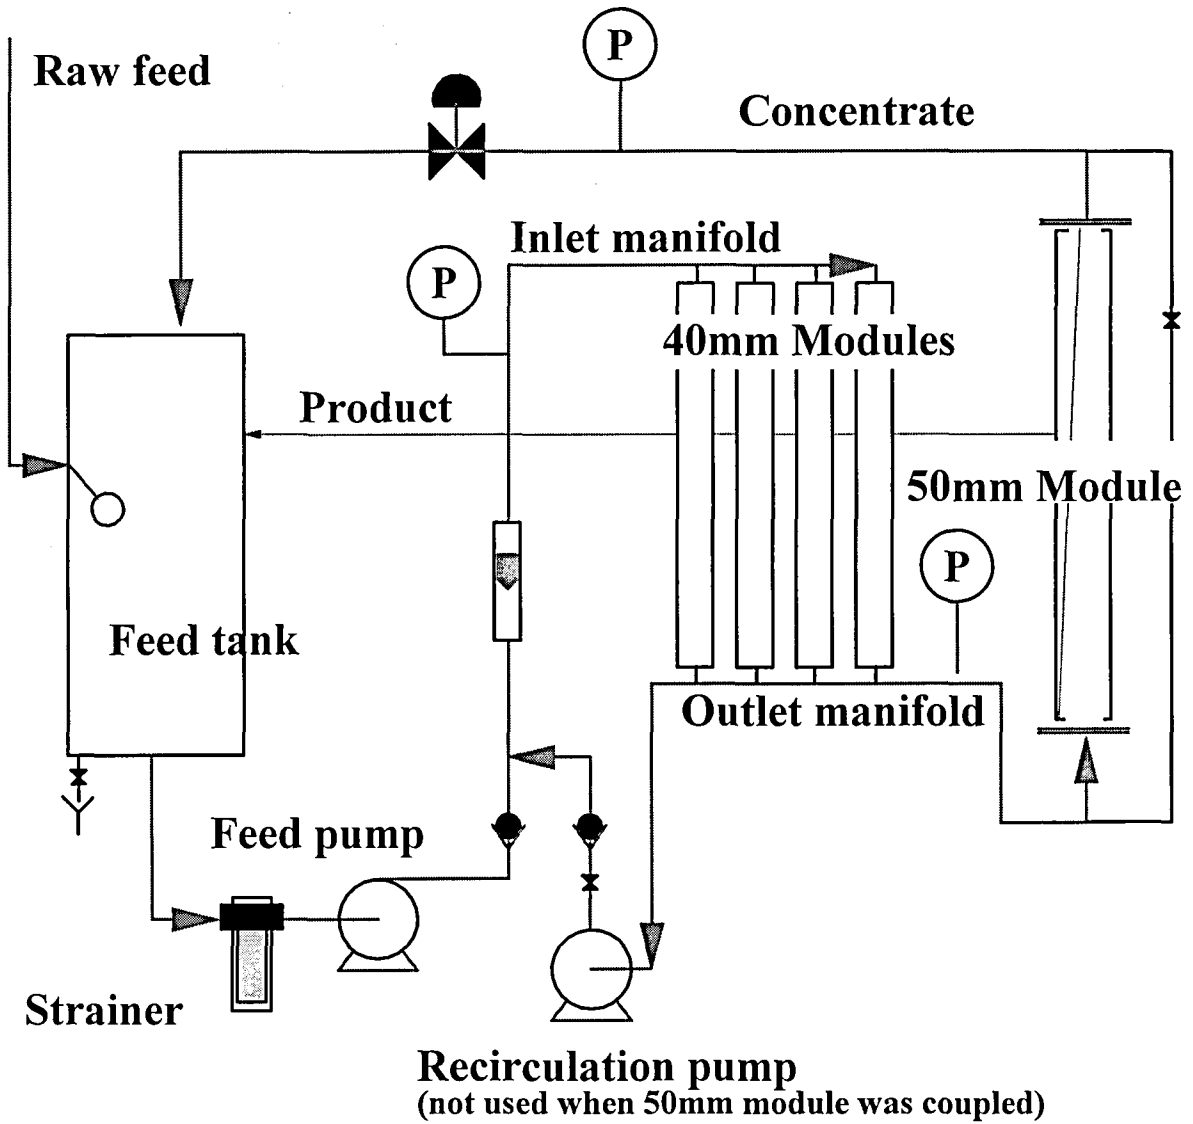 P
Raw feed
Concentrate
Inlet manifold
P
40mm Modules
Product
50mm Module
P
Feed tank
Outlet manifold
Feed pump
Strainer
Recirculation pump
(not used when 50mm module was coupled)